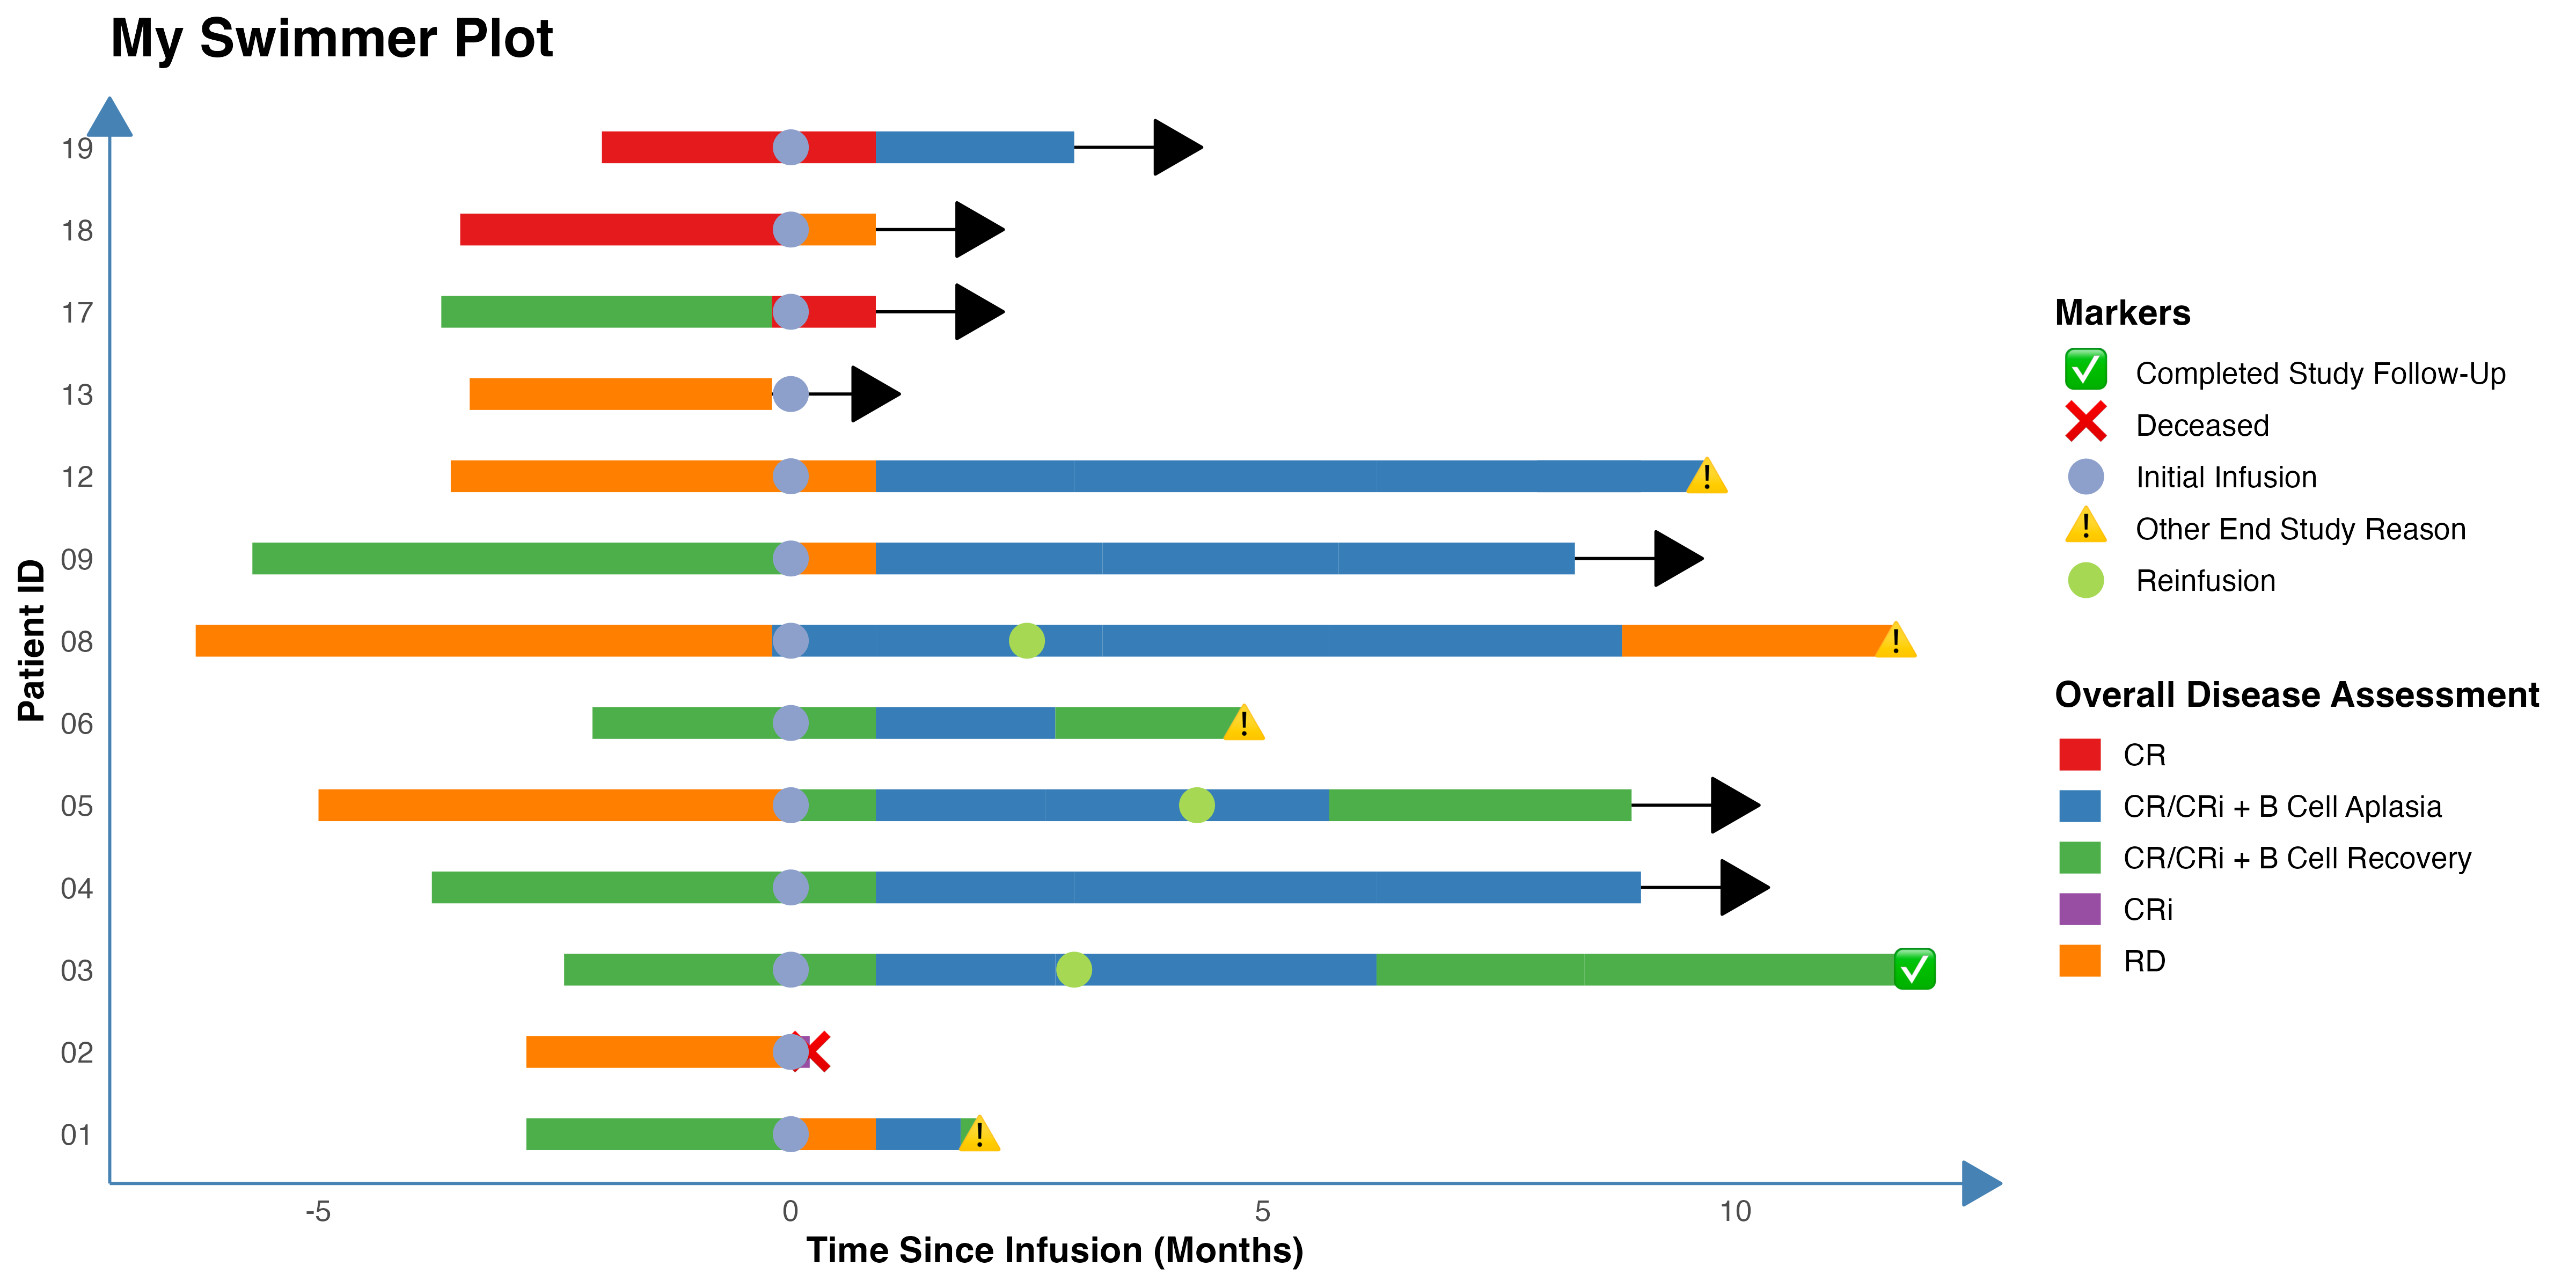 My Swimmer Plot
Patient ID
19
18
17
13
12
09
08
06
05
04
03
02
01
-5 0 5 10
Time Since Infusion (Months)
Markers
Completed Study Follow-Up
Deceased
Initial Infusion
Other End Study Reason
Reinfusion
Overall Disease Assessment
CR
CR/CRi + B Cell Aplasia
CR/CRi + B Cell Recovery
CRi
RD